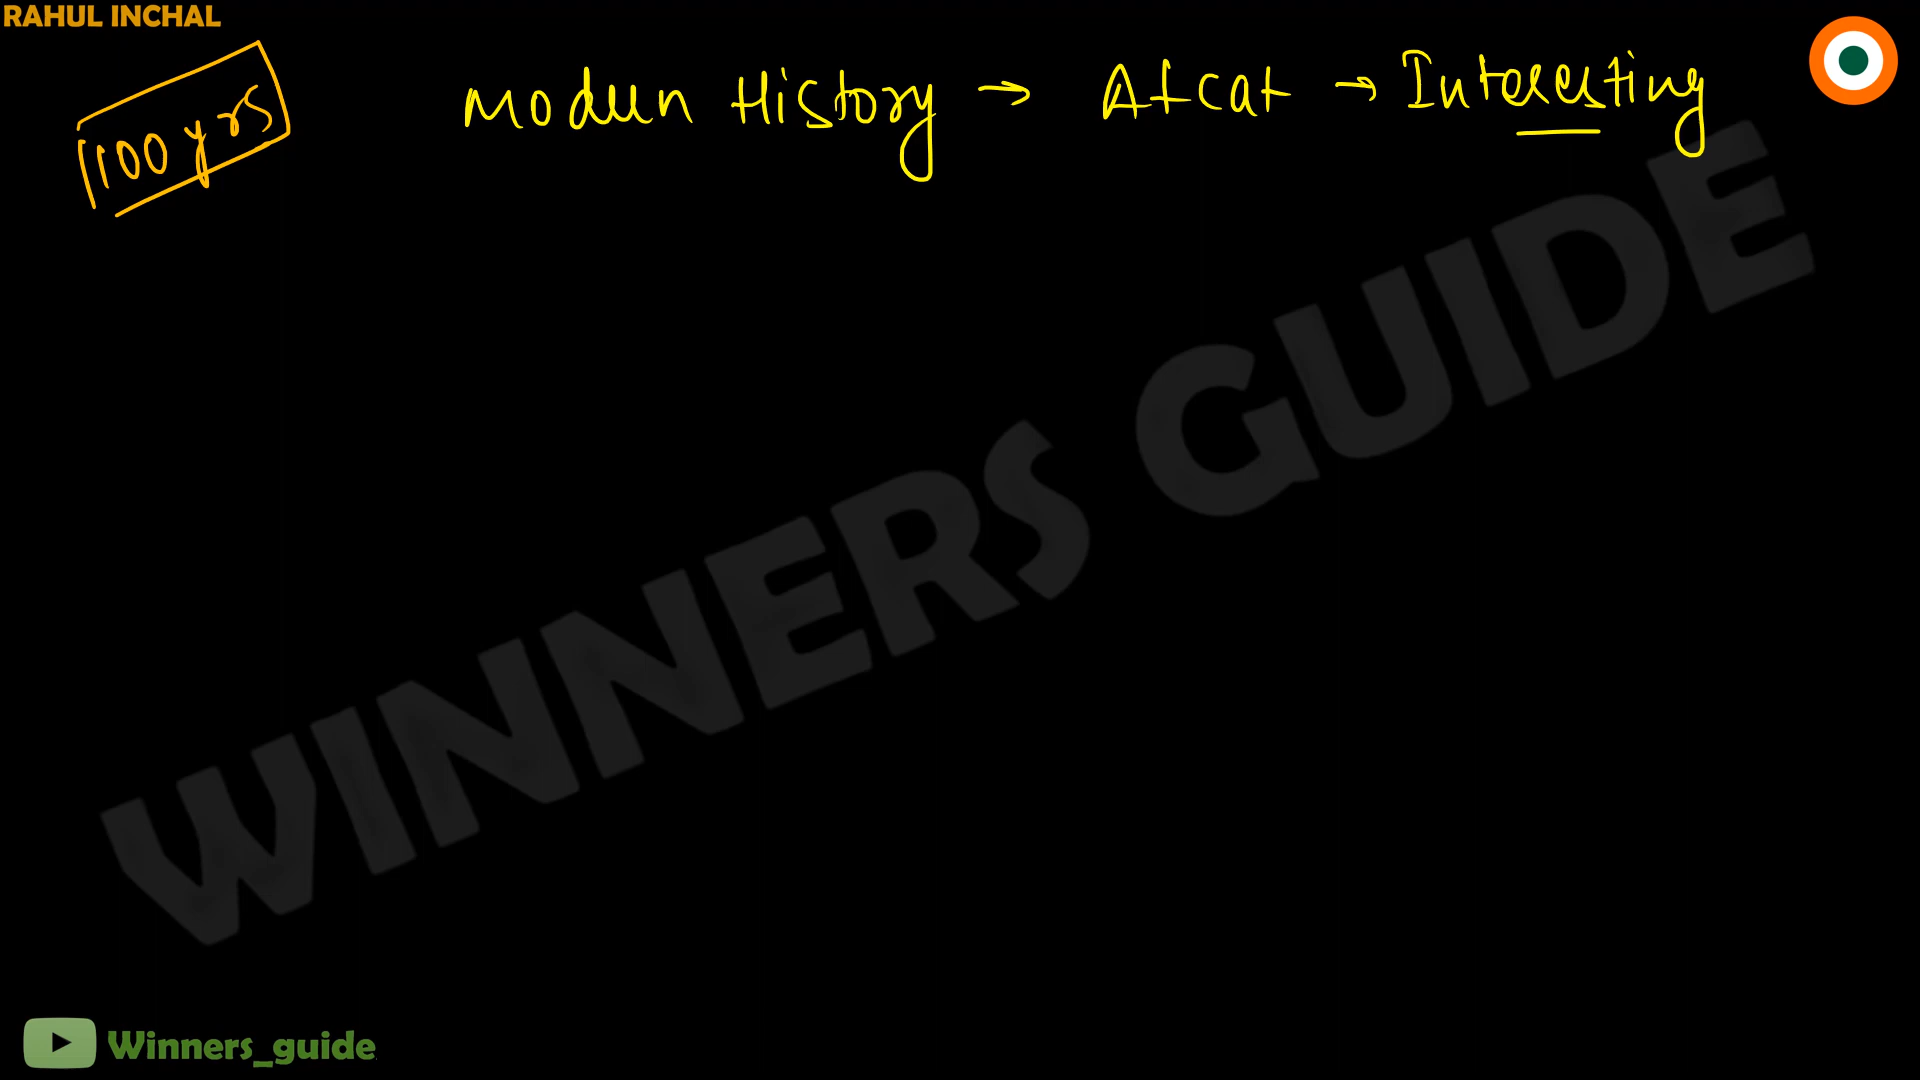 RAHUL INCHAL
100 yrs
Modern History → Afcat → Interesting
WINNERS GUIDE
Winners_guide